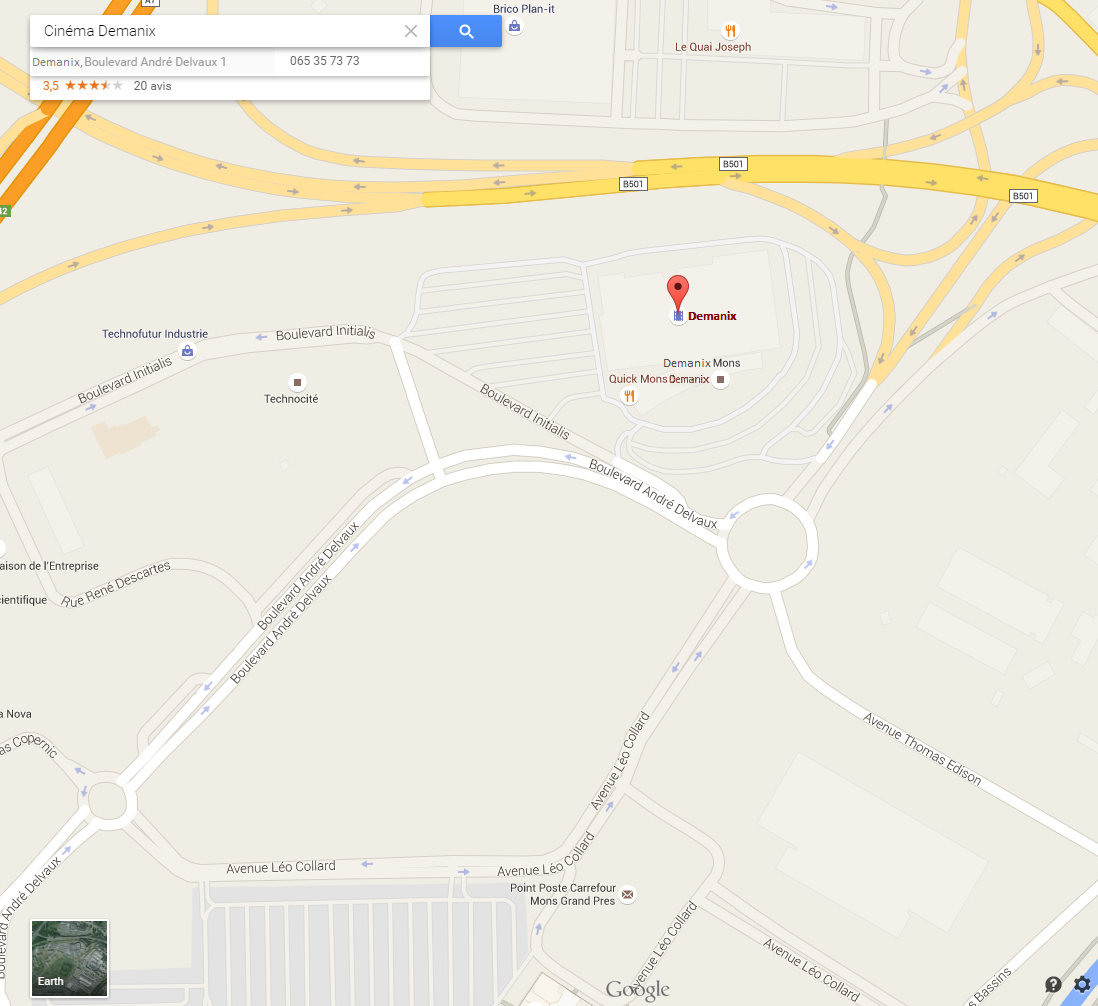 A7
Brico Plan-it
Cinéma Demanix
Le Quai Joseph
Demanix, Boulevard André Delvaux 1
065 35 73 73
3,5
20 avis
B501
B501
B501
42
Demanix
Technofutur Industrie
Boulevard Initialis
Demanix Mons
Boulevard Initialis
Quick Mons Demanix
Technocité
Boulevard Initialis
Boulevard André Delvaux
aison de l'Entreprise
Boulevard André Delvaux
Rue René Descartes
cientifique
Boulevard André Delvaux
a Nova
as Copernic
Avenue Thomas Edison
Avenue Léo Collard
Avenue Léo Collard
Avenue Léo Collard
Boulevard André Delvaux
Point Poste Carrefour
Mons Grand Pres
Avenue Léo Collard
Avenue Léo Collard
Earth
Google
s Bassins